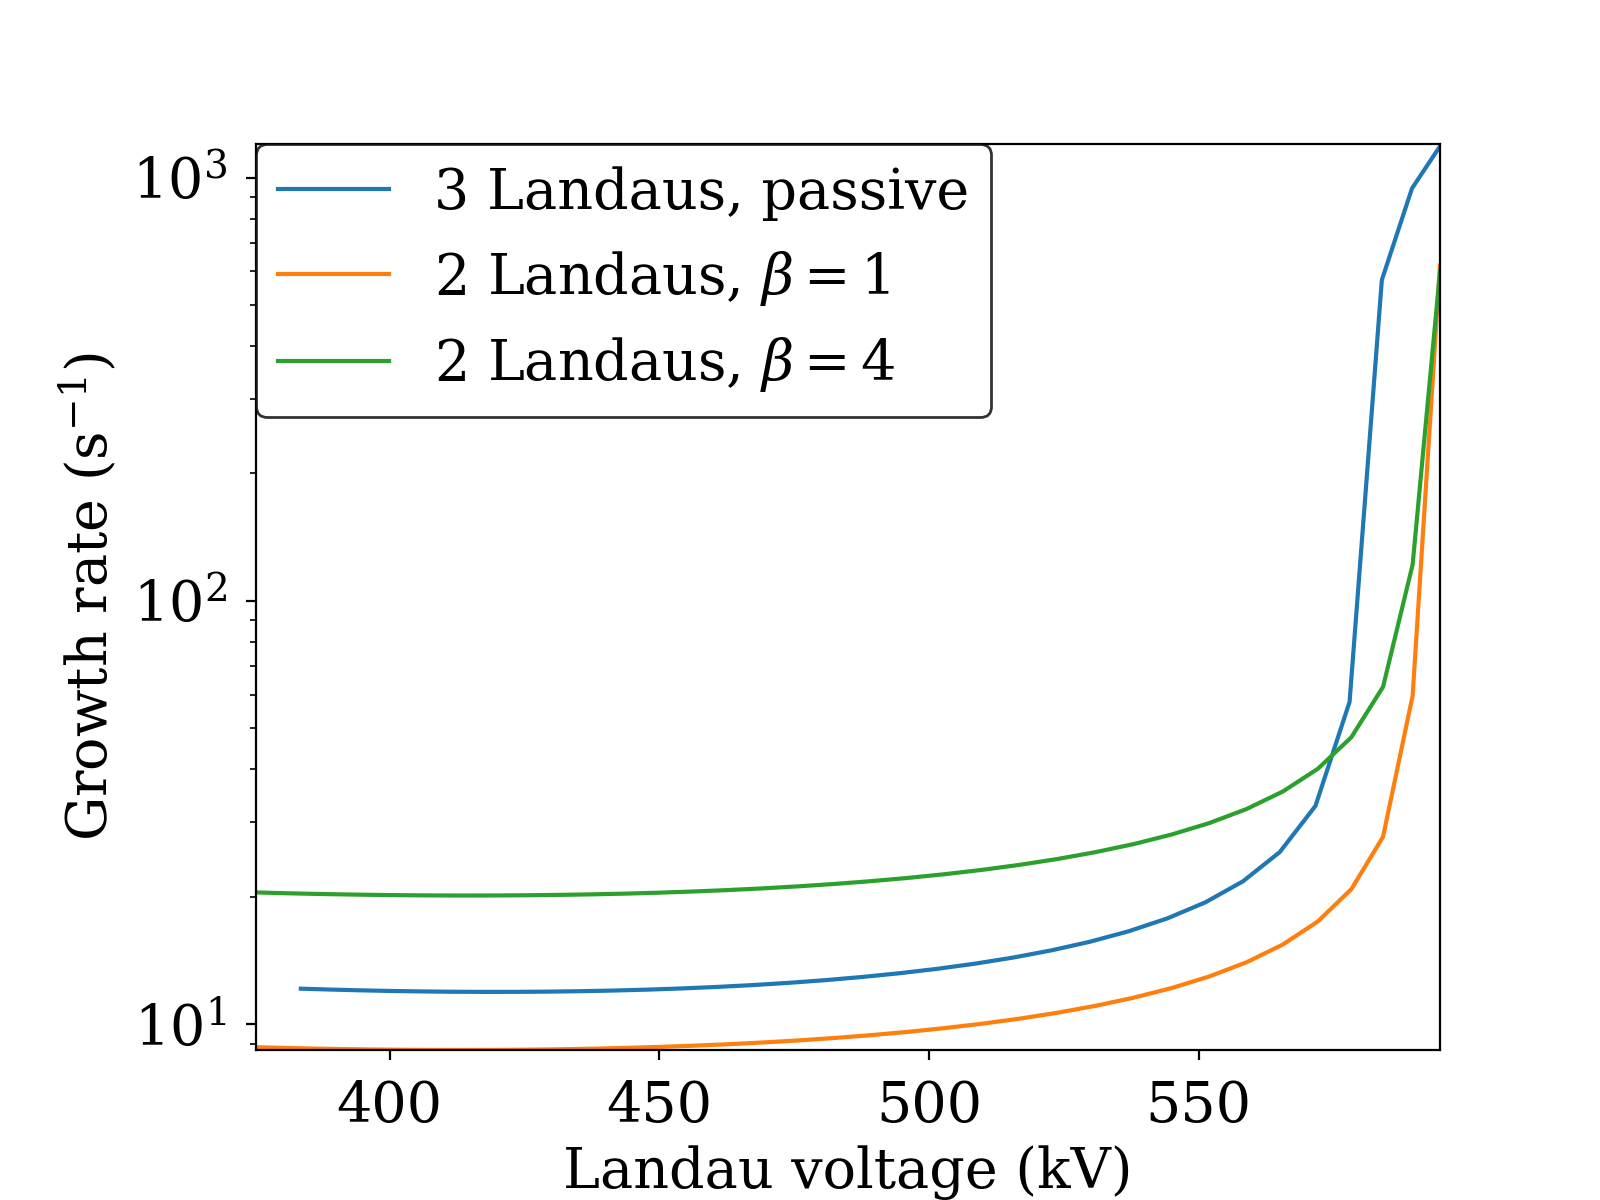 3 Landaus, passive
2 Landaus, β = 1
2 Landaus, β = 4
Growth rate (s⁻¹)
10³
10²
10¹
400 450 500 550
Landau voltage (kV)